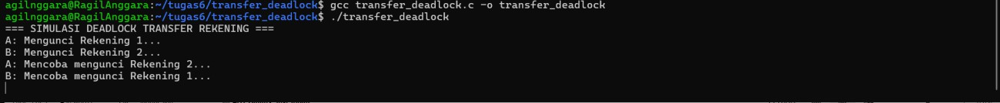 agilnggara@RagilAnggara:~/tugas6/transfer_deadlock$ gcc transfer_deadlock.c -o transfer_deadlock
agilnggara@RagilAnggara:~/tugas6/transfer_deadlock$ ./transfer_deadlock
=== SIMULASI DEADLOCK TRANSFER REKENING ===
A: Mengunci Rekening 1...
B: Mengunci Rekening 2...
A: Mencoba mengunci Rekening 2...
B: Mencoba mengunci Rekening 1...